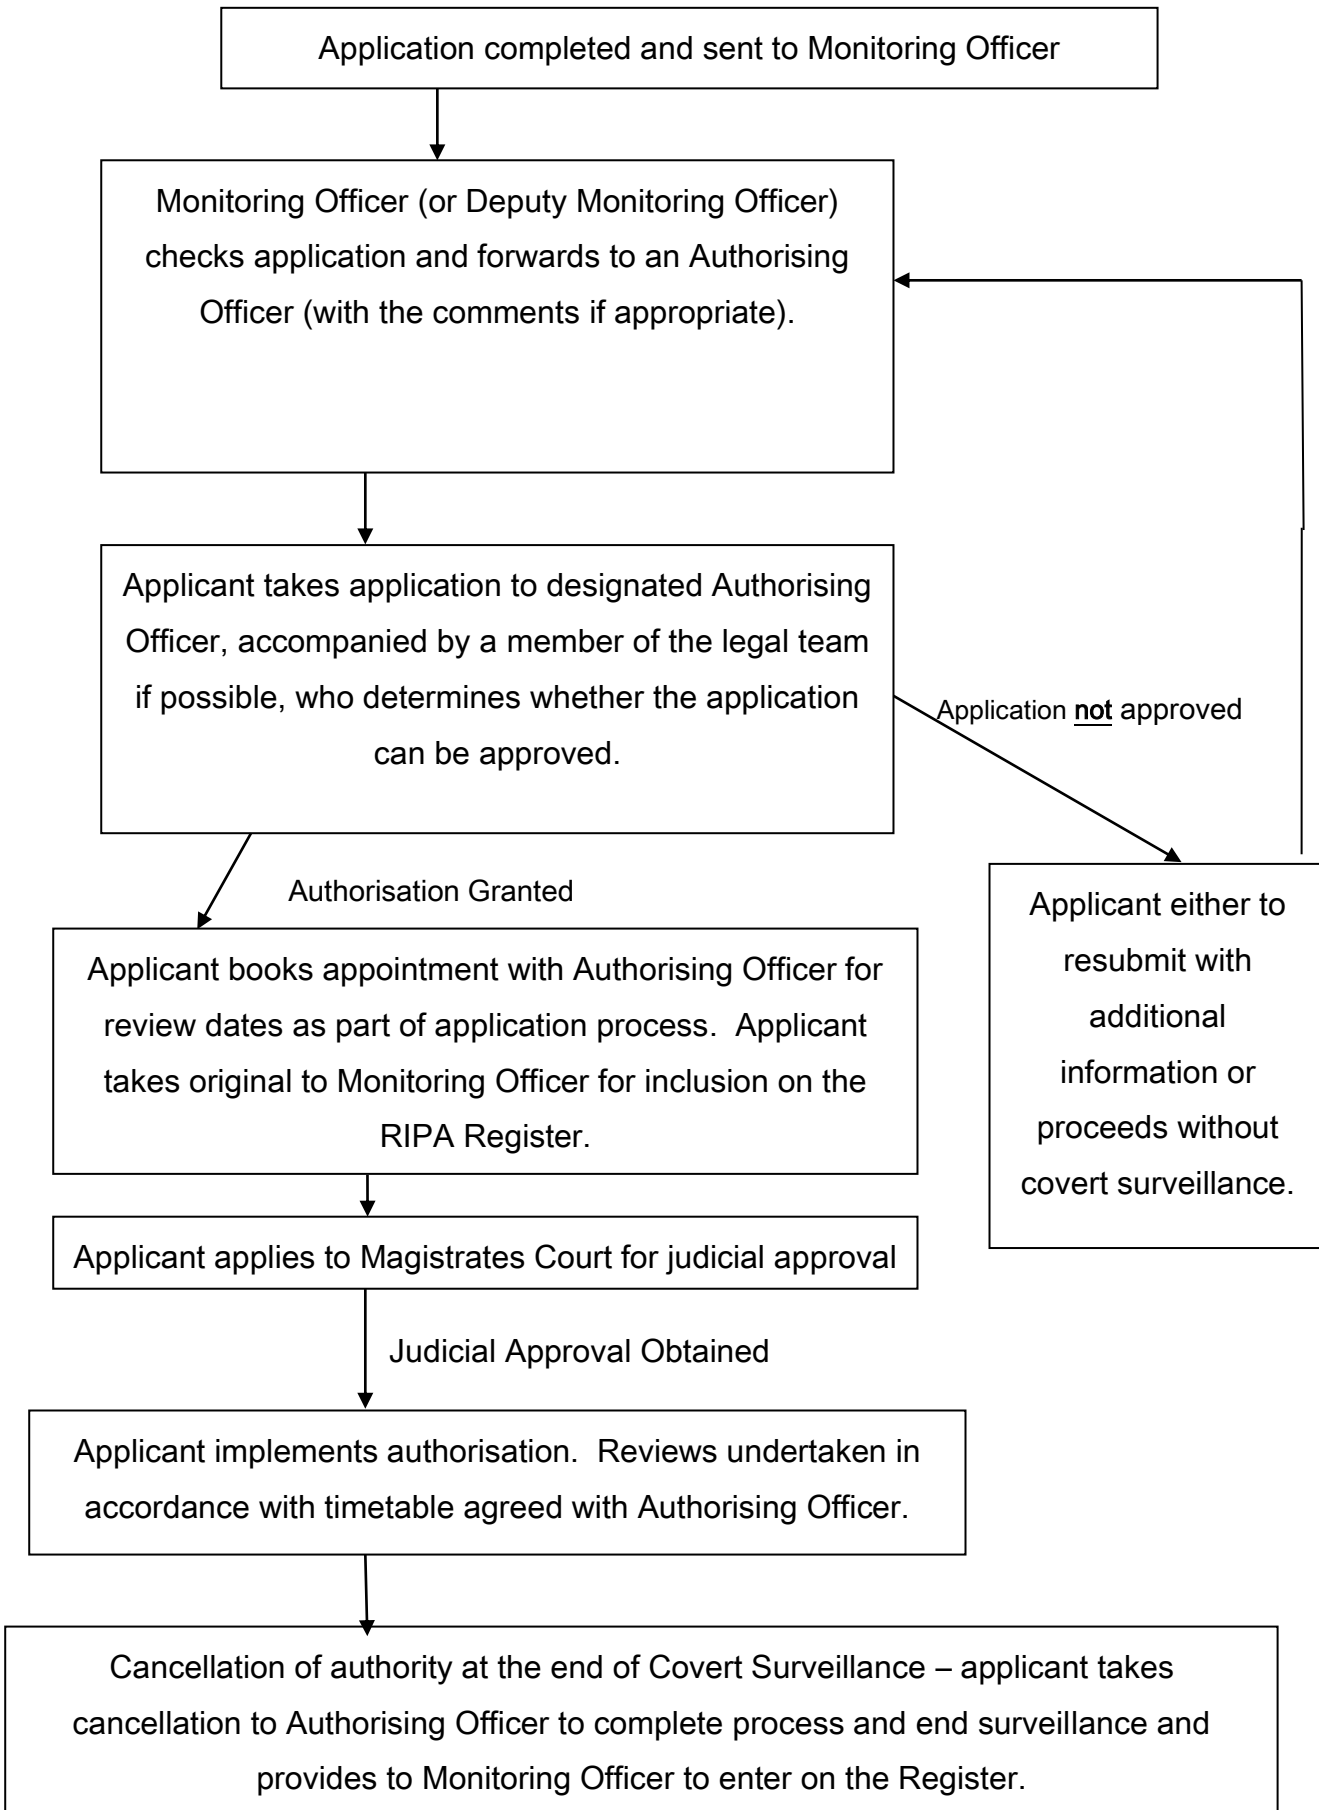 Application completed and sent to Monitoring Officer
Monitoring Officer (or Deputy Monitoring Officer)
checks application and forwards to an Authorising
Officer (with the comments if appropriate).
Applicant takes application to designated Authorising
Officer, accompanied by a member of the legal team
if possible, who determines whether the application
can be approved.
Application not approved
Authorisation Granted
Applicant either to
resubmit with
additional
information or
proceeds without
covert surveillance.
Applicant books appointment with Authorising Officer for
review dates as part of application process.  Applicant
takes original to Monitoring Officer for inclusion on the
RIPA Register.
Applicant applies to Magistrates Court for judicial approval
Judicial Approval Obtained
Applicant implements authorisation.  Reviews undertaken in
accordance with timetable agreed with Authorising Officer.
Cancellation of authority at the end of Covert Surveillance – applicant takes
cancellation to Authorising Officer to complete process and end surveillance and
provides to Monitoring Officer to enter on the Register.